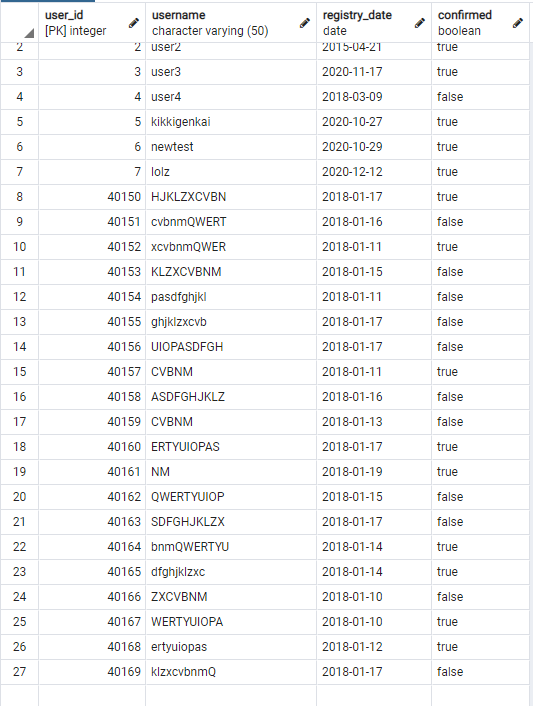 user_id username registry_date confirmed
[PK] integer character varying (50) date boolean
2 2 user2 2015-04-21 true
3 3 user3 2020-11-17 true
4 4 user4 2018-03-09 false
5 5 kikkigenkai 2020-10-27 true
6 6 newtest 2020-10-29 true
7 7 lolz 2020-12-12 true
8 40150 HJKLZXCVBN 2018-01-17 true
9 40151 cvbnmQWERT 2018-01-16 false
10 40152 xcvbnmQWER 2018-01-11 true
11 40153 KLZXCVBNM 2018-01-15 false
12 40154 pasdfghjkl 2018-01-11 false
13 40155 ghjklzxcvb 2018-01-17 false
14 40156 UIOPASDFGH 2018-01-17 false
15 40157 CVBNM 2018-01-11 true
16 40158 ASDFGHJKLZ 2018-01-16 false
17 40159 CVBNM 2018-01-13 false
18 40160 ERTYUIOPAS 2018-01-17 true
19 40161 NM 2018-01-19 true
20 40162 QWERTYUIOP 2018-01-15 false
21 40163 SDFGHJKLZX 2018-01-17 false
22 40164 bnmQWERTYU 2018-01-14 true
23 40165 dfghjklzxc 2018-01-14 true
24 40166 ZXCVBNM 2018-01-10 false
25 40167 WERTYUIOPA 2018-01-10 true
26 40168 ertyuiopas 2018-01-12 true
27 40169 klzxcvbnmQ 2018-01-17 false